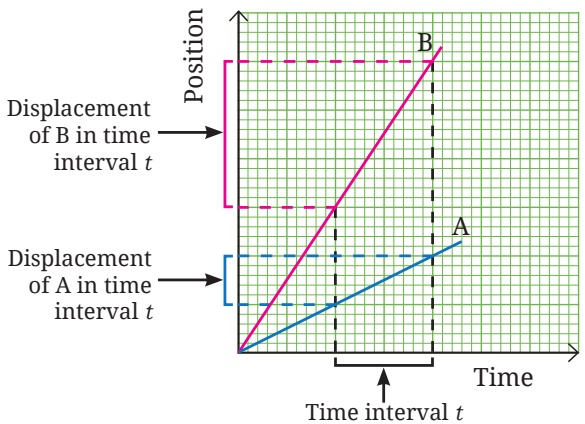 Position
B
Displacement
of B in time
interval t
A
Displacement
of A in time
interval t
Time
Time interval t